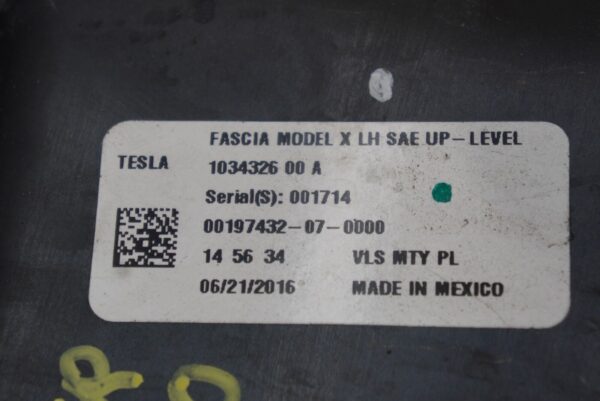 FASCIA MODEL X LH SAE UP-LEVEL
TESLA 1034326 00 A
Serial(S): 001714
00197432-07-0000
14 56 34 VLS MTY PL
06/21/2016 MADE IN MEXICO